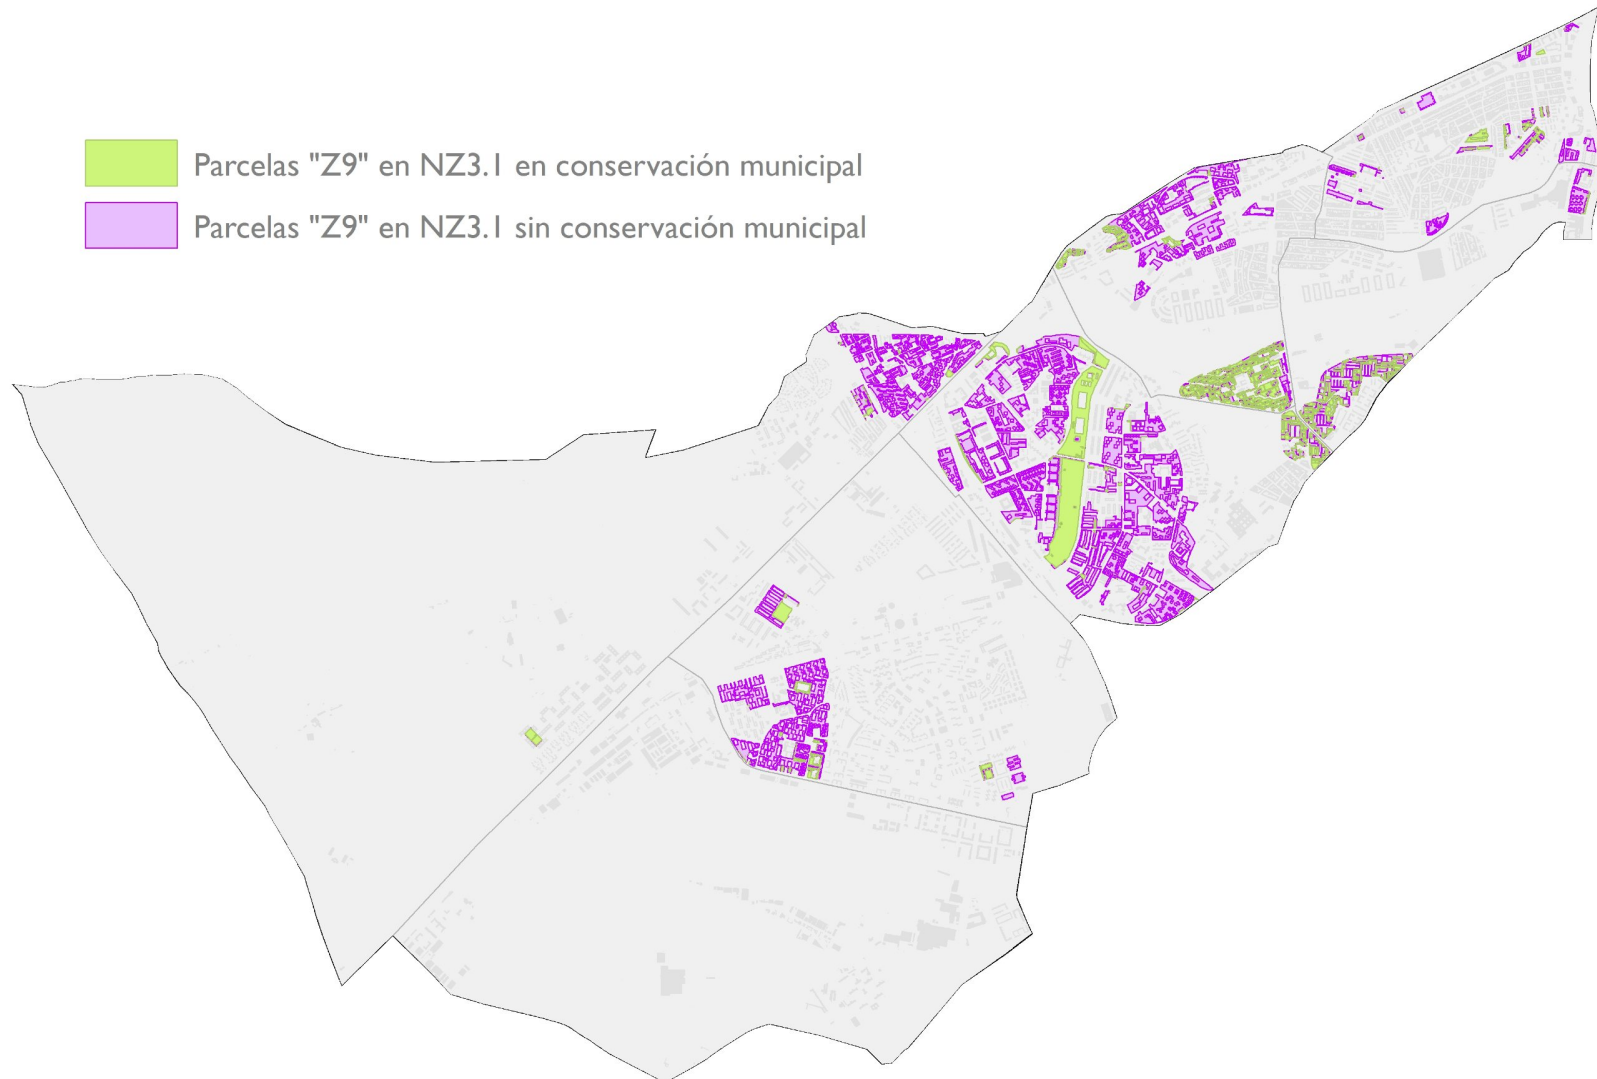 Parcelas "Z9" en NZ3.1 en conservación municipal
Parcelas "Z9" en NZ3.1 sin conservación municipal